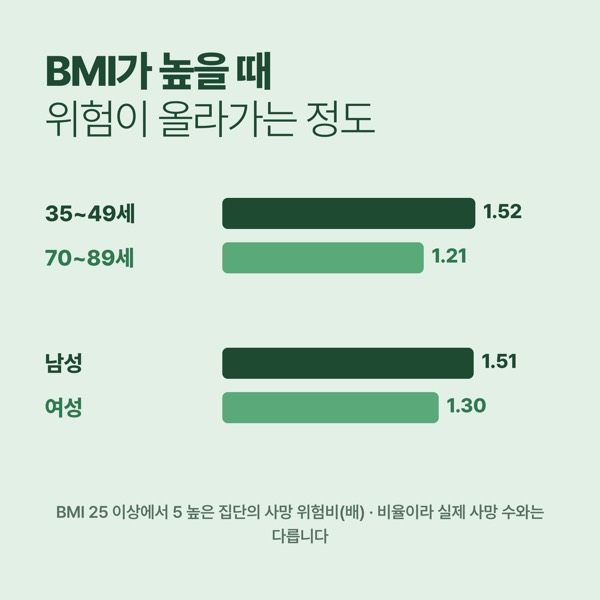 BMI가 높을 때
위험이 올라가는 정도
35~49세 1.52
70~89세 1.21
남성 1.51
여성 1.30
BMI 25 이상에서 5 높은 집단의 사망 위험비(배) · 비율이라 실제 사망 수와는
다릅니다